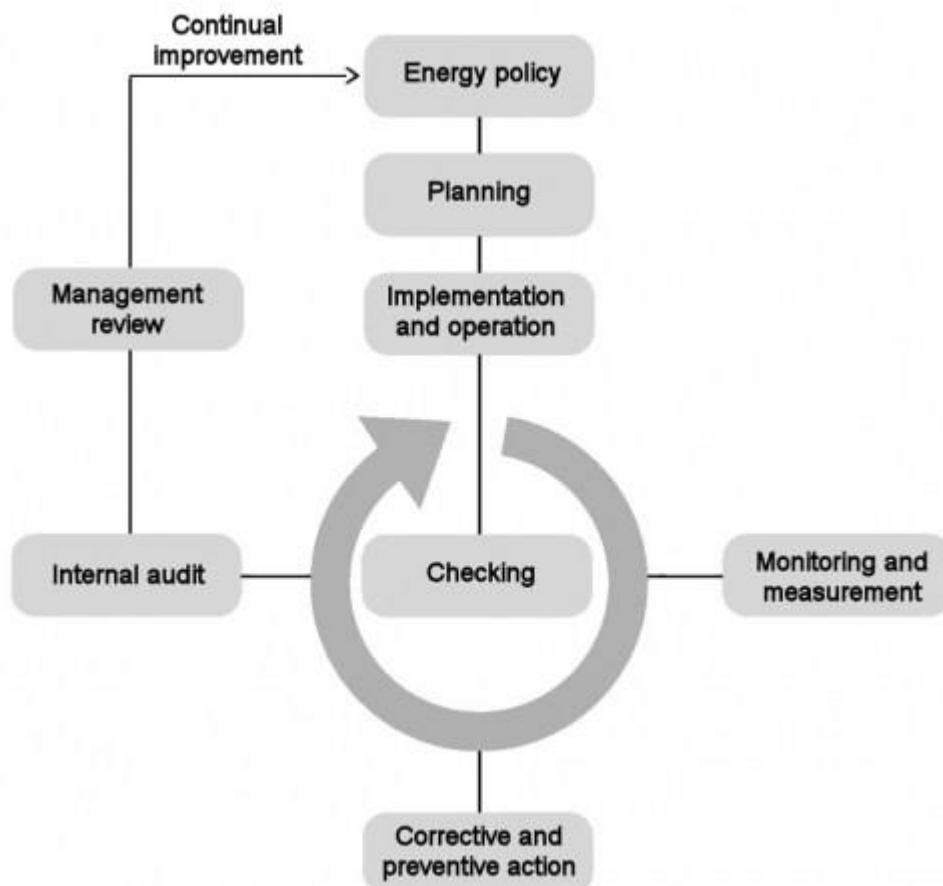 Continual
improvement
Energy policy
Planning
Implementation
and operation
Management
review
Internal audit
Checking
Monitoring and
measurement
Corrective and
preventive action